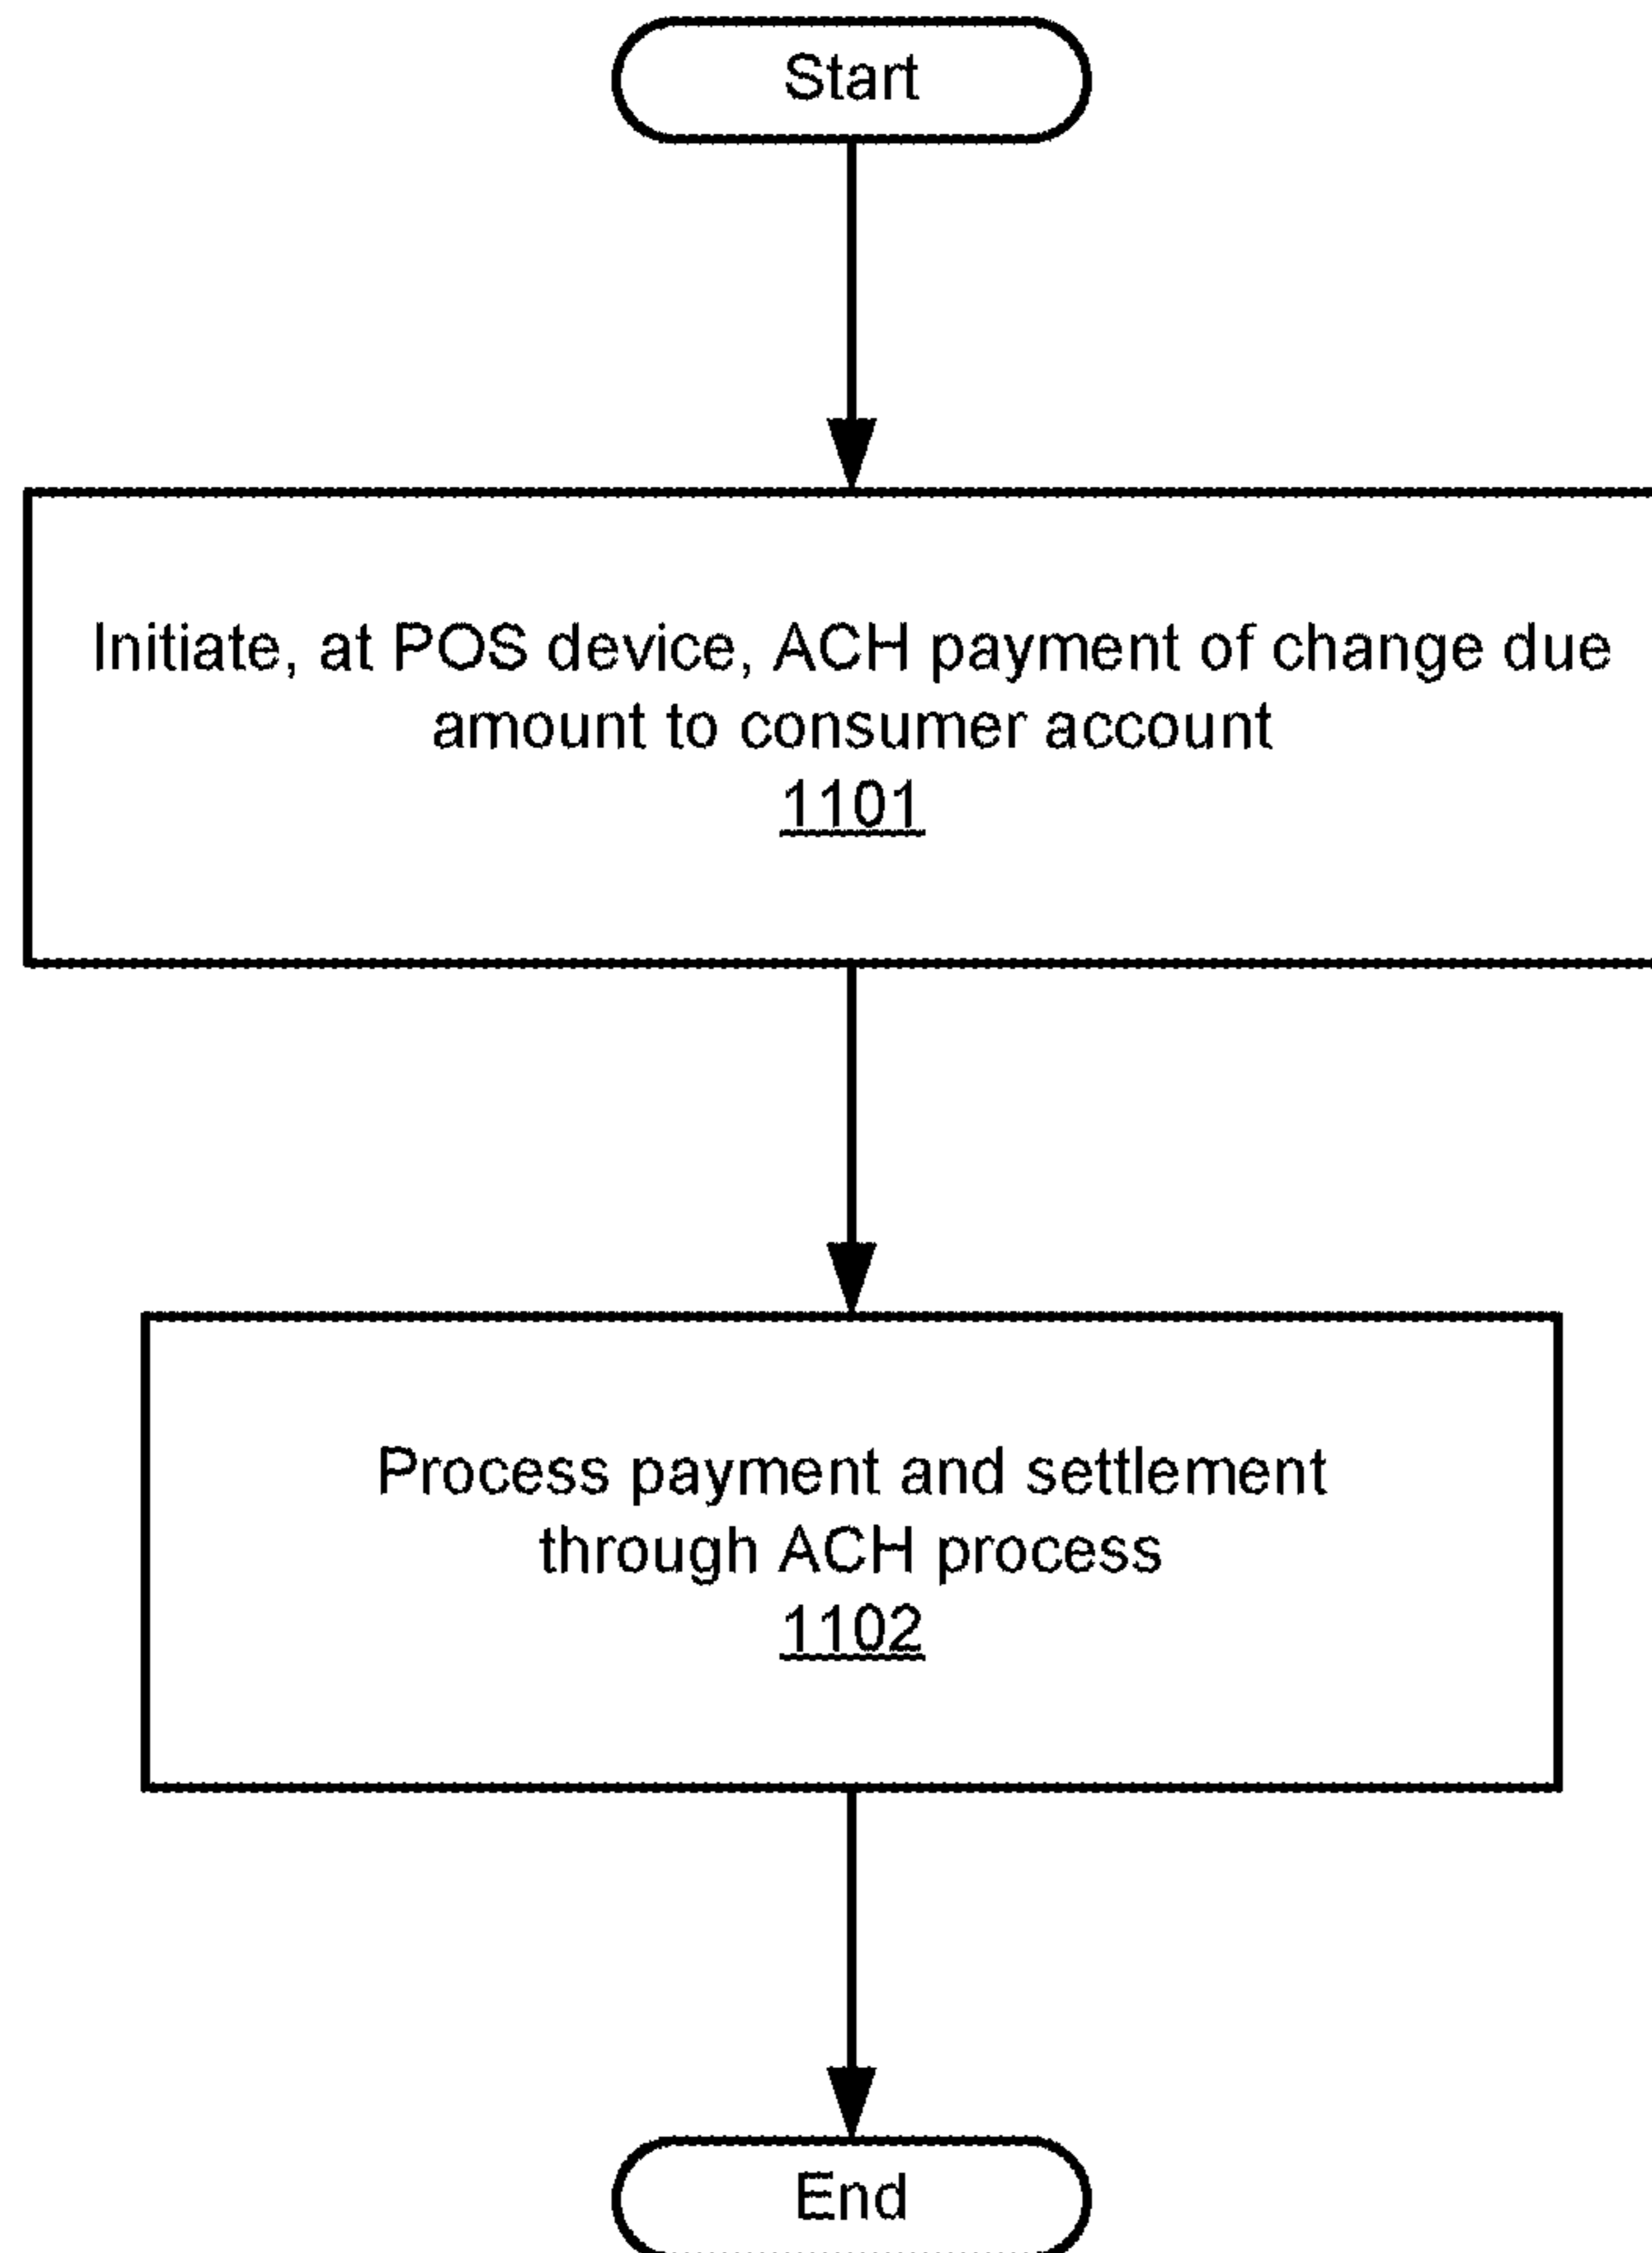 Start
Initiate, at POS device, ACH payment of change due
amount to consumer account
1101
Process payment and settlement
through ACH process
1102
End